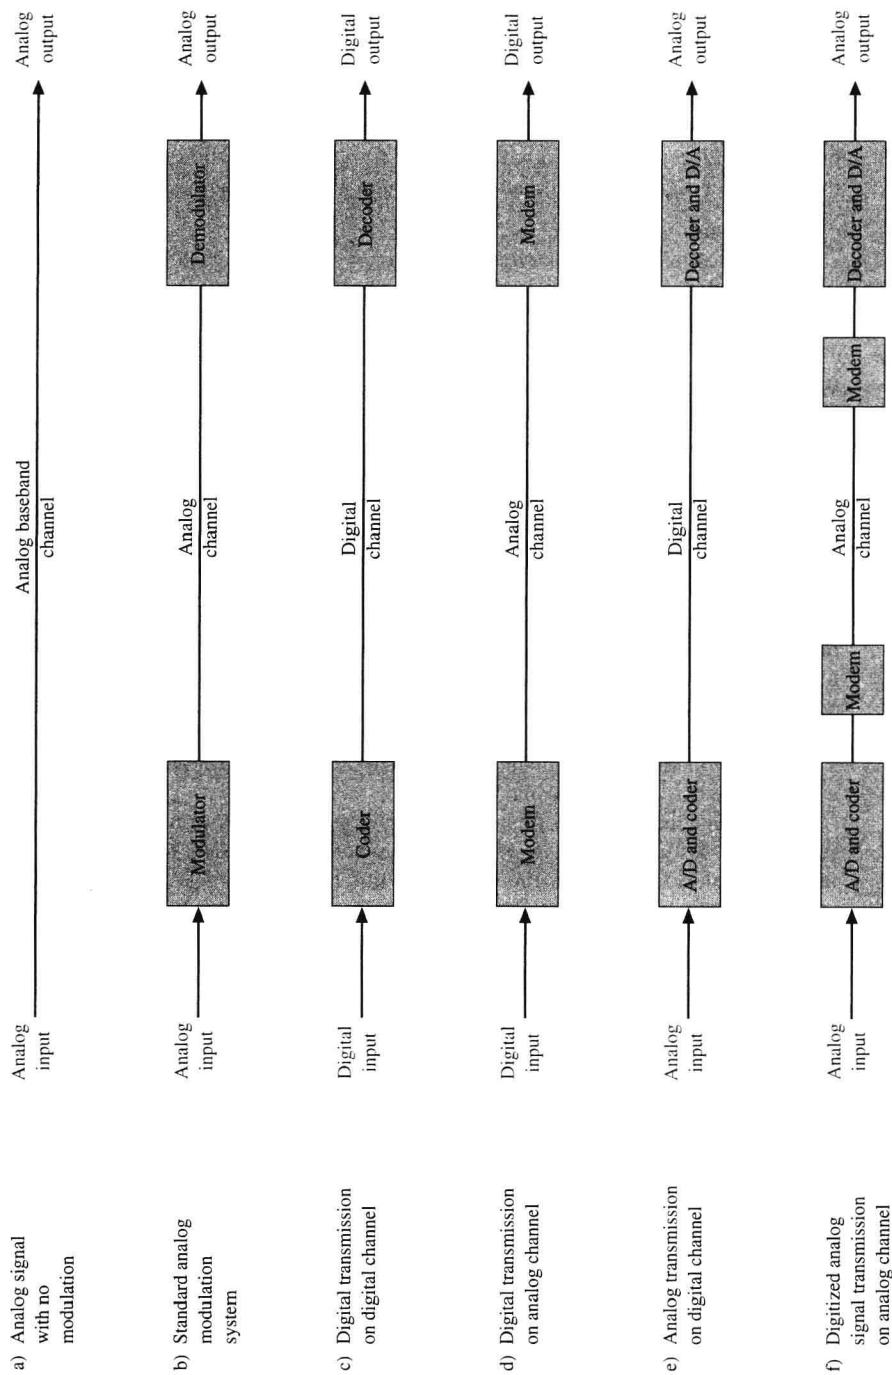 a) Analog signal
with no
modulation
Analog
input
Analog baseband
channel
Analog
output
b) Standard analog
modulation
system
Analog
input
Modulator
Analog
channel
Demodulator
Analog
output
c) Digital transmission
on digital channel
Digital
input
Coder
Digital
channel
Decoder
Digital
output
d) Digital transmission
on analog channel
Digital
input
Modem
Analog
channel
Modem
Digital
output
e) Analog transmission
on digital channel
Analog
input
A/D and coder
Digital
channel
Decoder and D/A
Analog
output
f) Digitized analog
signal transmission
on analog channel
Analog
input
A/D and coder
Modem
Analog
channel
Modem
Decoder and D/A
Analog
output